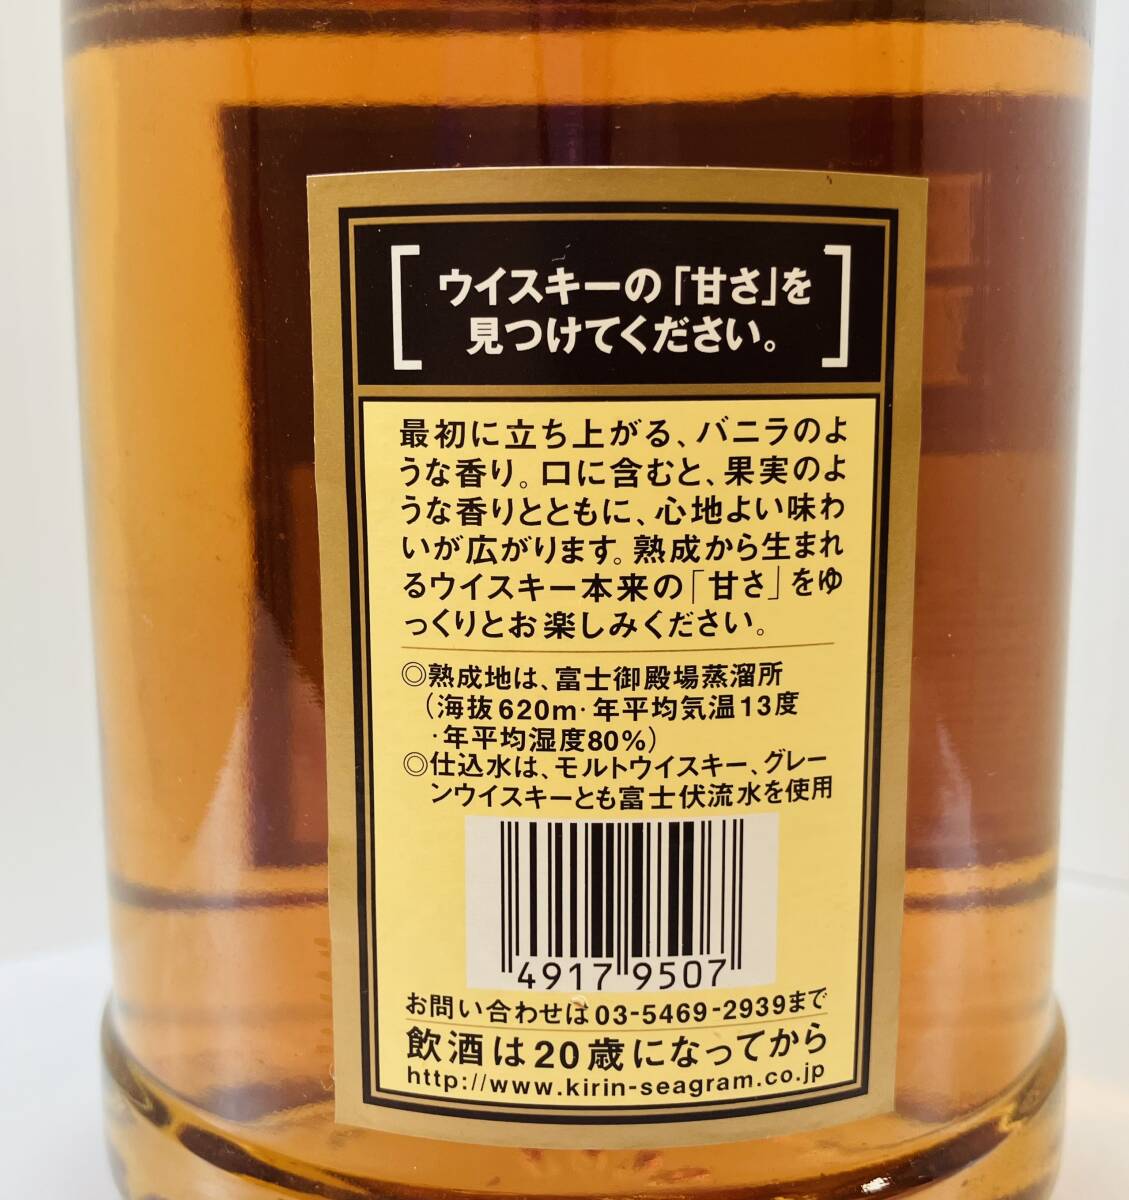 ウイスキーの「甘さ」を
見つけてください。
最初に立ち上がる、バニラのよ
うな香り。口に含むと、果実のよ
うな香りとともに、心地よい味わ
いが広がります。熟成から生まれ
るウイスキー本来の「甘さ」をゆ
っくりとお楽しみください。
◎熟成地は、富士御殿場蒸溜所
(海抜620m・年平均気温13度
・年平均湿度80%)
◎仕込水は、モルトウイスキー、グレー
ンウイスキーとも富士伏流水を使用
4917 9507
お問い合わせは03-5469-2939まで
飲酒は20歳になってから
http://www.kirin-seagram.co.jp